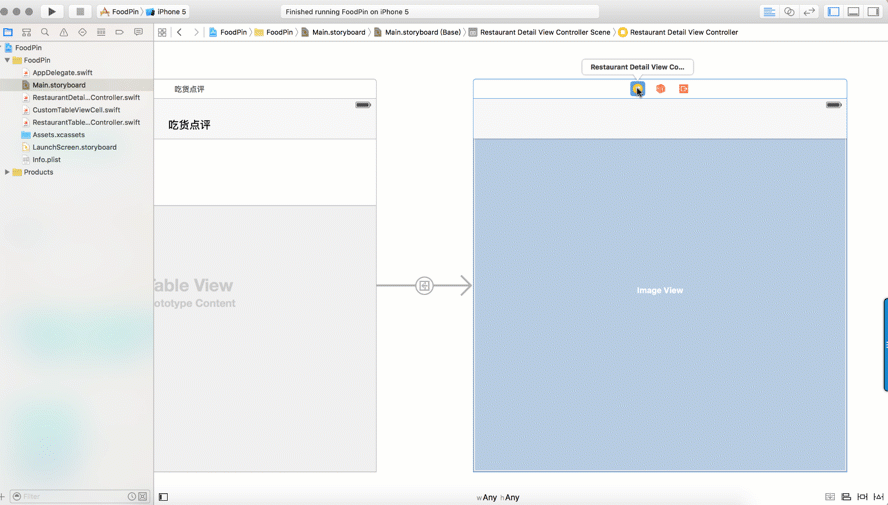 FoodPin
iPhone 5
Finished running FoodPin on iPhone 5
FoodPin
FoodPin
Main.storyboard
Main.storyboard (Base)
Restaurant Detail View Controller Scene
Restaurant Detail View Controller
FoodPin
FoodPin
AppDelegate.swift
Main.storyboard
RestaurantDetai...Controller.swift
CustomTableViewCell.swift
RestaurantTable...Controller.swift
Assets.xcassets
LaunchScreen.storyboard
Info.plist
Products
吃货点评
吃货点评
Table View
ototype Content
Restaurant Detail View Co...
Image View
Filter
wAny hAny